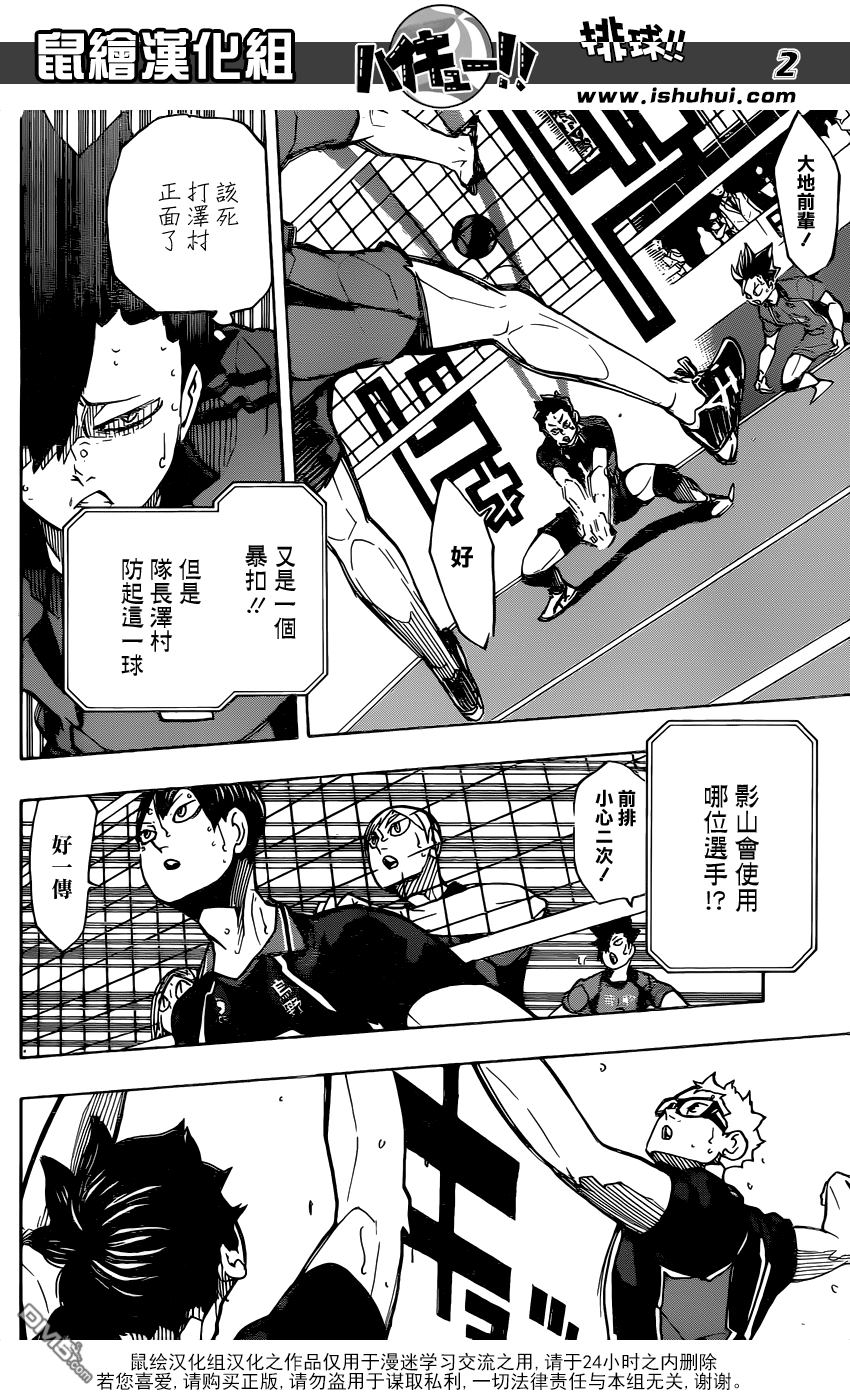 鼠繪漢化組
ハイキュー!!
排球!!
2
www.ishuhui.com
大地前輩!
該死
打澤村
正面了
好
又是一個
暴扣!!
但是
隊長澤村
防起這一球
影山會使用
哪位選手!?
前排
小心二次!
好一傳
烏野
鼠绘汉化组汉化之作品仅用于漫迷学习交流之用, 请于24小时之内删除
若您喜爱, 请购买正版, 请勿盗用于谋取私利, 一切法律责任与本组无关, 谢谢。